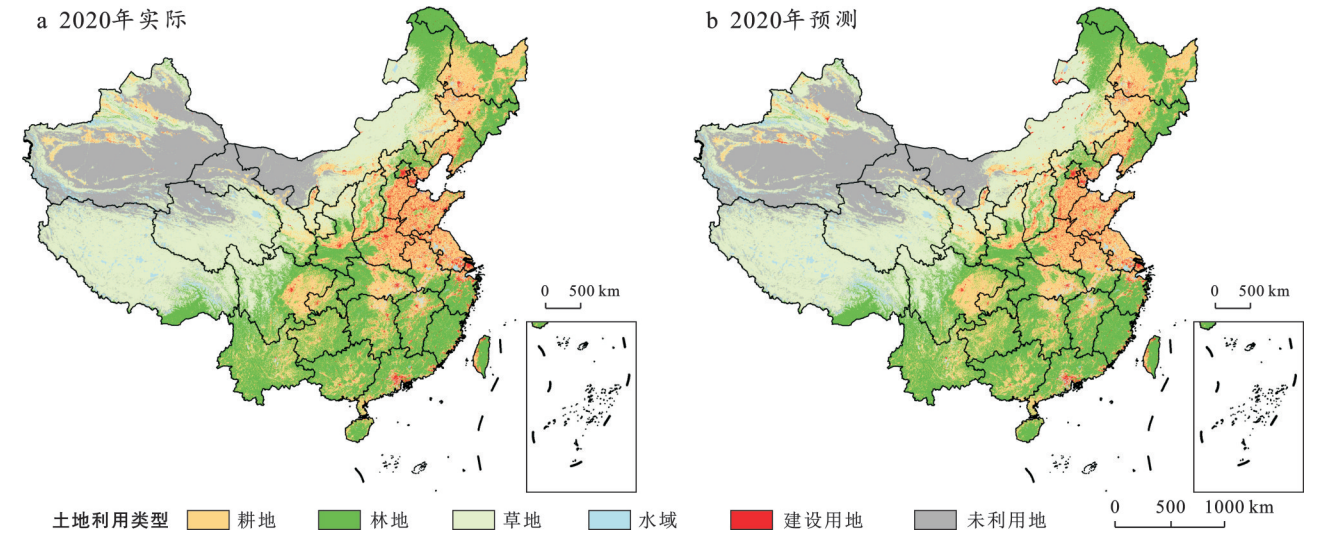 a 2020年实际
b 2020年预测
0 500 km
0 500 km
土地利用类型 耕地 林地 草地 水域 建设用地 未利用地
0 500 1000 km